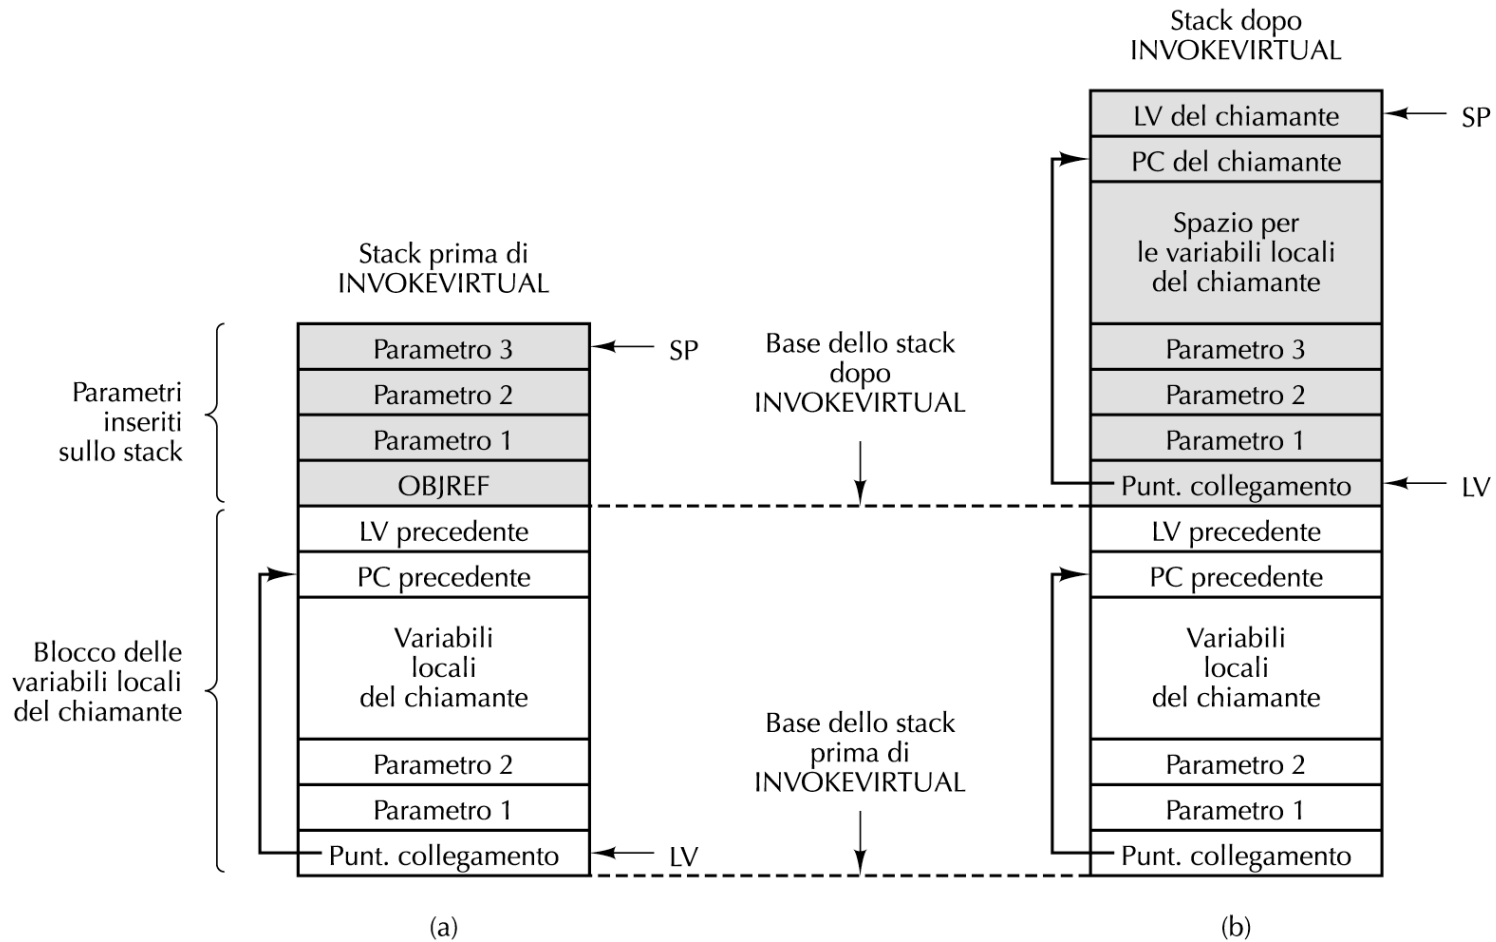 Stack dopo
INVOKEVIRTUAL
LV del chiamante
SP
PC del chiamante
Spazio per
le variabili locali
del chiamante
Stack prima di
INVOKEVIRTUAL
Parametri
inseriti
sullo stack
Parametro 3
SP
Parametro 2
Parametro 1
OBJREF
Base dello stack
dopo
INVOKEVIRTUAL
Parametro 3
Parametro 2
Parametro 1
Punt. collegamento
LV
Blocco delle
variabili locali
del chiamante
LV precedente
PC precedente
Variabili
locali
del chiamante
Parametro 2
Parametro 1
Punt. collegamento
LV
Base dello stack
prima di
INVOKEVIRTUAL
LV precedente
PC precedente
Variabili
locali
del chiamante
Parametro 2
Parametro 1
Punt. collegamento
(a)
(b)